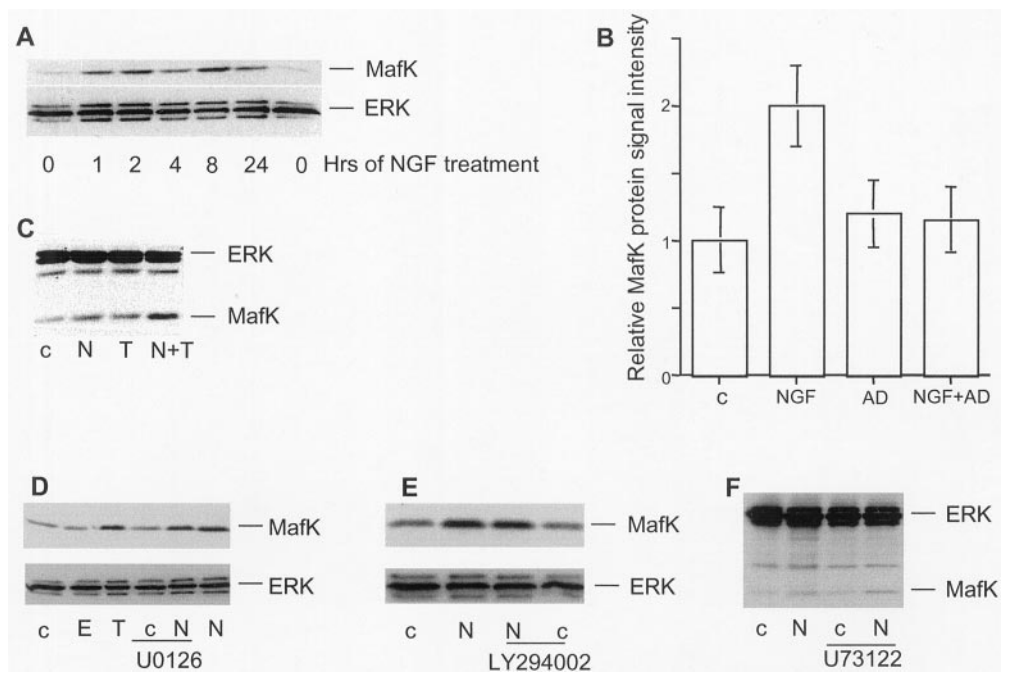 A
MafK
ERK
0 1 2 4 8 24 0 Hrs of NGF treatment
B
Relative MafK protein signal intensity
2
1
0
c NGF AD NGF+AD
C
ERK
MafK
c N T N+T
D
MafK
ERK
c E T c N N
U0126
E
MafK
ERK
c N N c
LY294002
F
ERK
MafK
c N c N
U73122